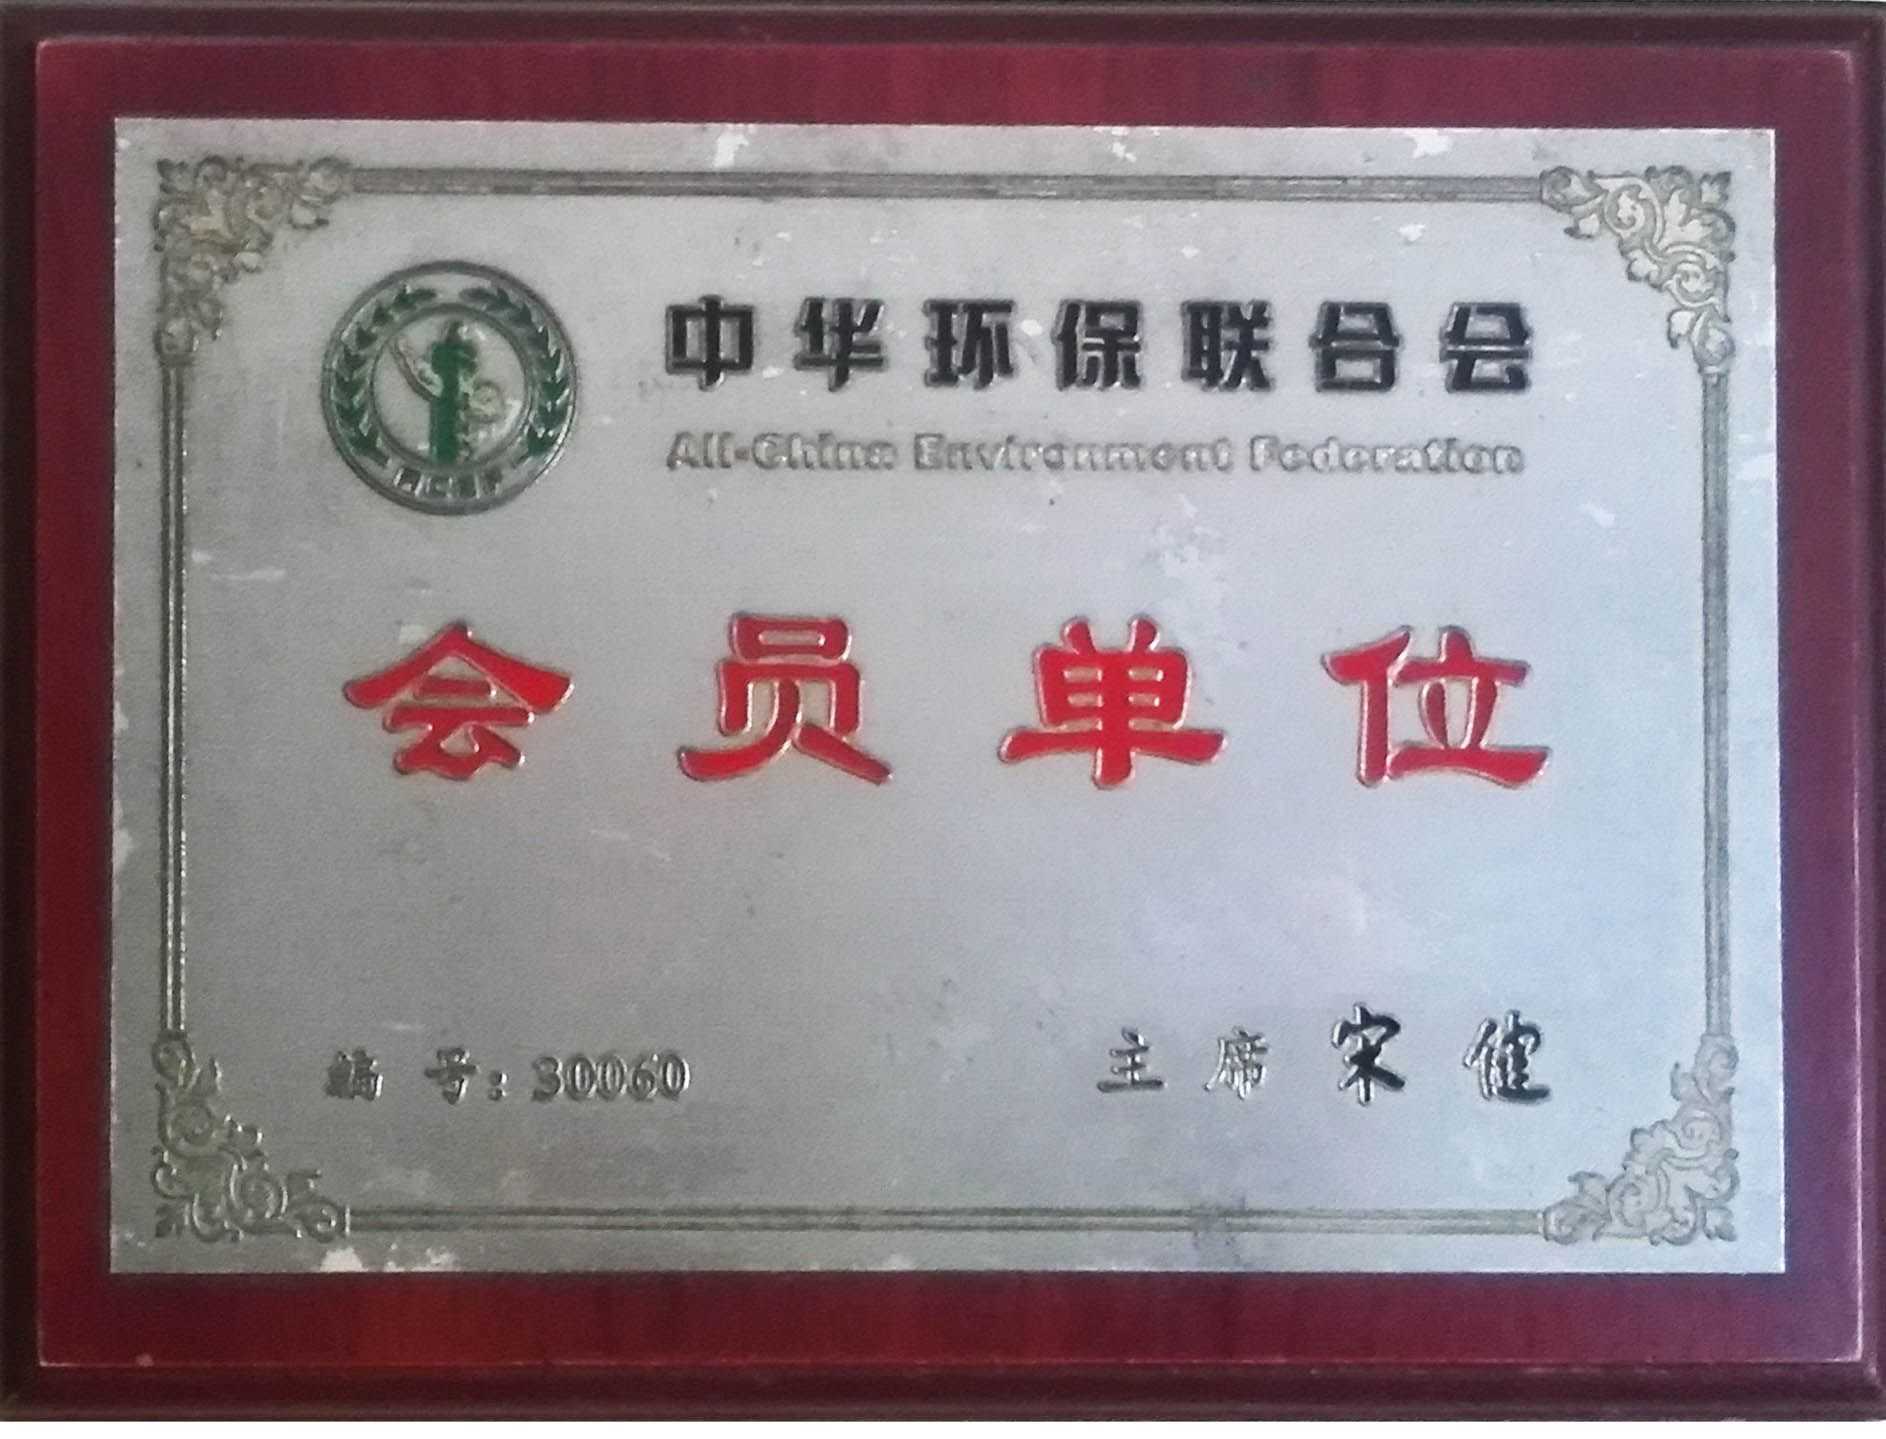 中华环保联合会
All-China Environment Federation
会员单位
编 号: 30060
主 席 宋 健